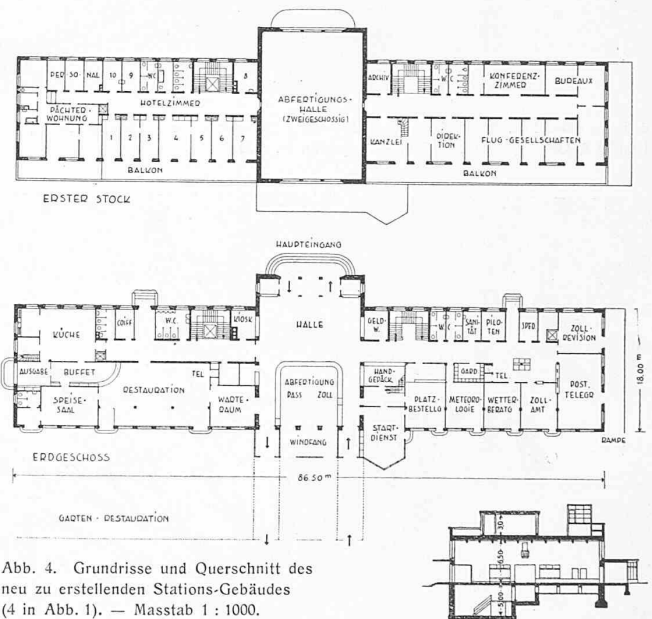 PER SO NAL 10 9 W.C. 8
HOTELZIMMER
PÄCHTER-
WOHNUNG
1 2 3 4 5 6 7
BALKON
ERSTER STOCK
ABFERTIGUNGS-
HALLE
(ZWEIGESCHOSSIG)
ARCHIV W C KONFERENZ-
ZIMMER
BUREAUX
KANZLEI
DIREK-
TION
FLUG-GESELLSCHAFTEN
BALKON
HAUPTEINGANG
HALLE
KÜCHE
COIFF
W.C.
KIOSK
AUSGABE
BUFFET
SPEISE-
SAAL
RESTAURATION
TEL
WARTE-
RAUM
ABFERTIGUNG
PASS ZOLL
WINDFANG
GELD-
W.
W C
SANI-
TÄT
PILO-
TEN
SPED.
ZOLL-
REVISION
HAND-
GEPÄCK
GARD.
TEL
START-
DIENST
PLATZ-
BESTELLG
METEORO-
LOGIE
WETTER-
BERATG
ZOLL-
AMT
POST,
TELEGR
18.00 m
RAMPE
ERDGESCHOSS
86.50 m
GARTEN-RESTAURATION
Abb. 4. Grundrisse und Querschnitt des
neu zu erstellenden Stations-Gebäudes
(4 in Abb. 1). — Masstab 1 : 1000.